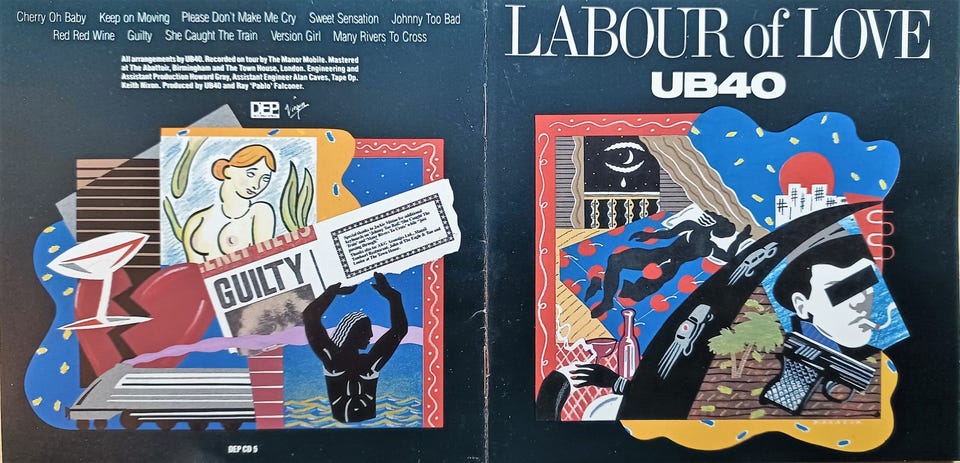 Cherry Oh Baby Keep on Moving Please Don't Make Me Cry Sweet Sensation Johnny Too Bad
Red Red Wine Guilty She Caught The Train Version Girl Many Rivers To Cross
All arrangements by UB40. Recorded on tour by The Manor Mobile. Mastered
at The Abattoir, Birmingham and The Town House, London. Engineering and
Assistant Production Howard Gray, Assistant Engineer Alan Caves, Tape Op.
Keith Nixon. Produced by UB40 and Ray 'Pablo' Falconer.
DEP
Virgin
GUILTY
DEP CD 5
LABOUR of LOVE
UB40